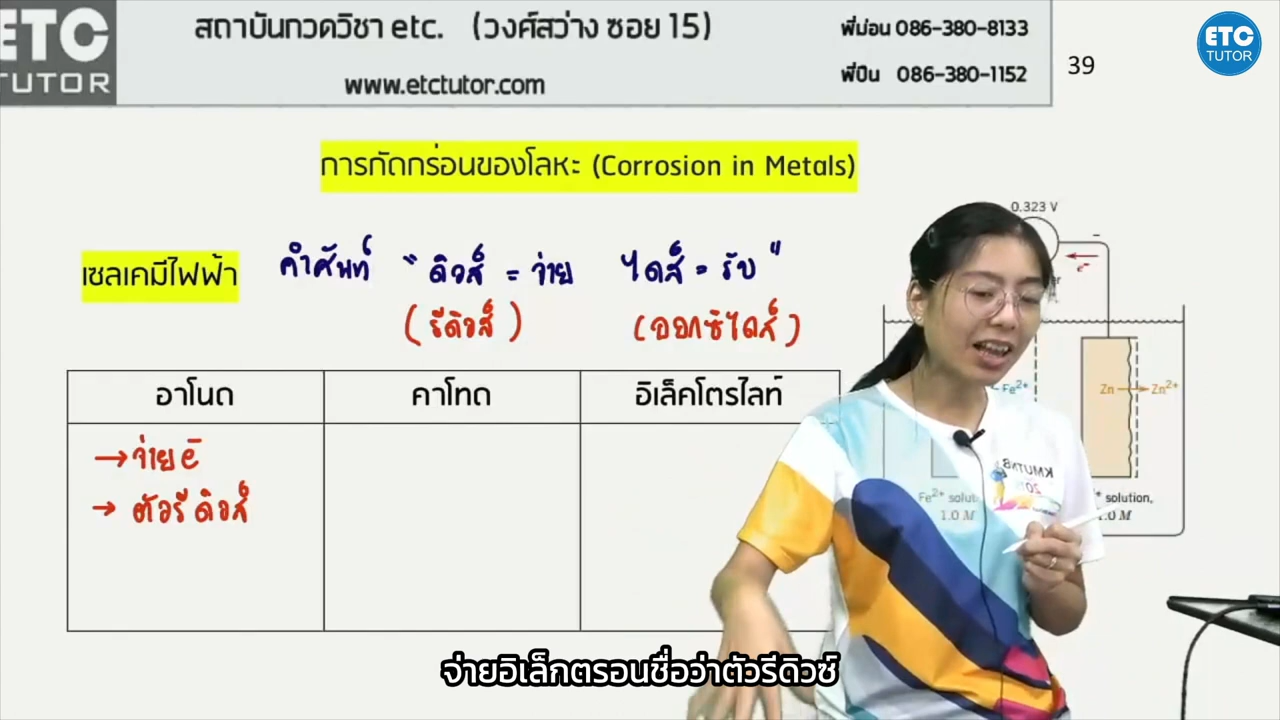 ETC
TUTOR
สถาบันกวดวิชา etc. (วงศ์สว่าง ซอย 15)
www.etctutor.com
พี่ม่อน 086-380-8133
พี่ปืน 086-380-1152
39
ETC
TUTOR
การกัดกร่อนของโลหะ (Corrosion in Metals)
เซลเคมีไฟฟ้า
คำศัพท์ "ดิวส์ = จ่าย ไดส์ = รับ"
(รีดิวส์) (ออกซิไดส์)
อาโนด คาโทด อิเล็คโตรไลท์
→ จ่าย e⁻
→ ตัวรีดิวส์
0.323 V
−
e⁻
Fe²⁺
Zn Zn²⁺
Fe²⁺
1.0 M
²⁺ solution,
1.0 M
KMUTNB
จ่ายอิเล็กตรอนชื่อว่าตัวรีดิวซ์